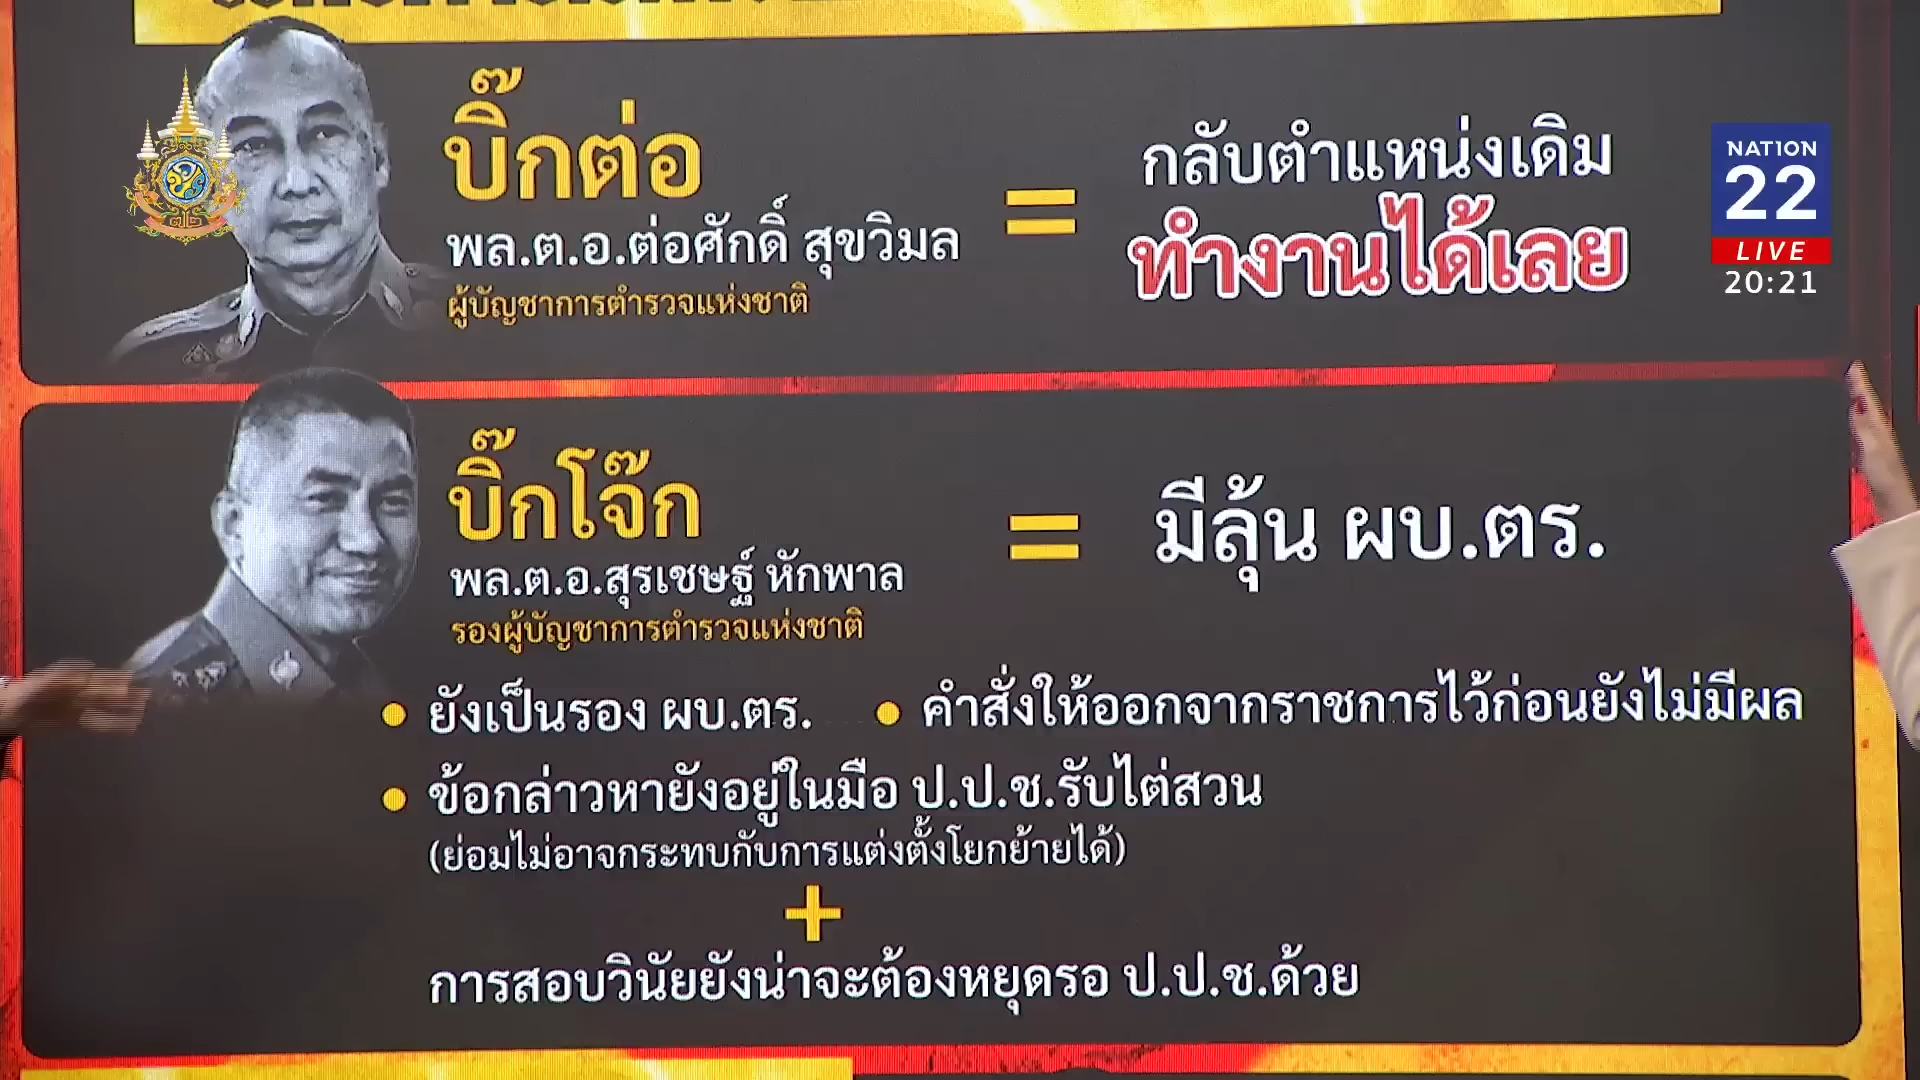 บิ๊กต่อ
พล.ต.อ.ต่อศักดิ์ สุขวิมล
ผู้บัญชาการตำรวจแห่งชาติ
=
กลับตำแหน่งเดิม
ทำงานได้เลย
NATION
22
LIVE
20:21
บิ๊กโจ๊ก
พล.ต.อ.สุรเชษฐ์ หักพาล
รองผู้บัญชาการตำรวจแห่งชาติ
=
มีลุ้น ผบ.ตร.
• ยังเป็นรอง ผบ.ตร. • คำสั่งให้ออกจากราชการไว้ก่อนยังไม่มีผล
• ข้อกล่าวหายังอยู่ในมือ ป.ป.ช.รับไต่สวน
(ย่อมไม่อาจกระทบกับการแต่งตั้งโยกย้ายได้)
+
การสอบวินัยยังน่าจะต้องหยุดรอ ป.ป.ช.ด้วย